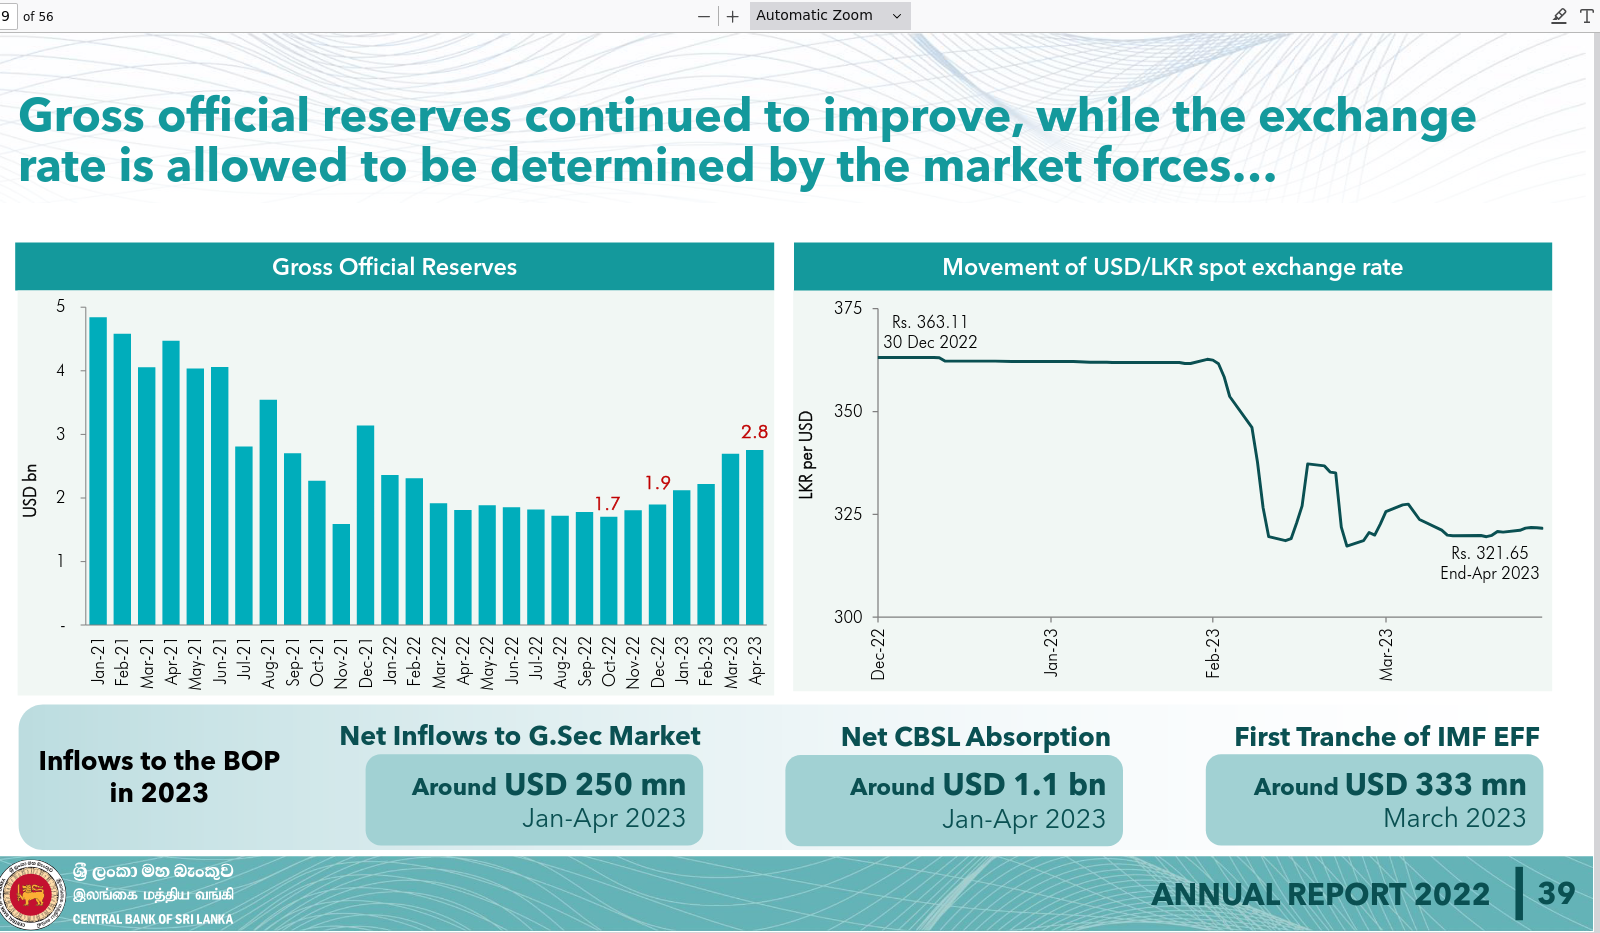 9 of 56
Automatic Zoom
Gross official reserves continued to improve, while the exchange
rate is allowed to be determined by the market forces...
Gross Official Reserves
USD bn
5
4
3
2
1
-
1.7
1.9
2.8
Jan-21
Feb-21
Mar-21
Apr-21
May-21
Jun-21
Jul-21
Aug-21
Sep-21
Oct-21
Nov-21
Dec-21
Jan-22
Feb-22
Mar-22
Apr-22
May-22
Jun-22
Jul-22
Aug-22
Sep-22
Oct-22
Nov-22
Dec-22
Jan-23
Feb-23
Mar-23
Apr-23
Movement of USD/LKR spot exchange rate
LKR per USD
375
350
325
300
Rs. 363.11
30 Dec 2022
Rs. 321.65
End-Apr 2023
Dec-22
Jan-23
Feb-23
Mar-23
Inflows to the BOP
in 2023
Net Inflows to G.Sec Market
Around USD 250 mn
Jan-Apr 2023
Net CBSL Absorption
Around USD 1.1 bn
Jan-Apr 2023
First Tranche of IMF EFF
Around USD 333 mn
March 2023
ශ්‍රී ලංකා මහ බැංකුව
இலங்கை மத்திய வங்கி
CENTRAL BANK OF SRI LANKA
ANNUAL REPORT 2022
39